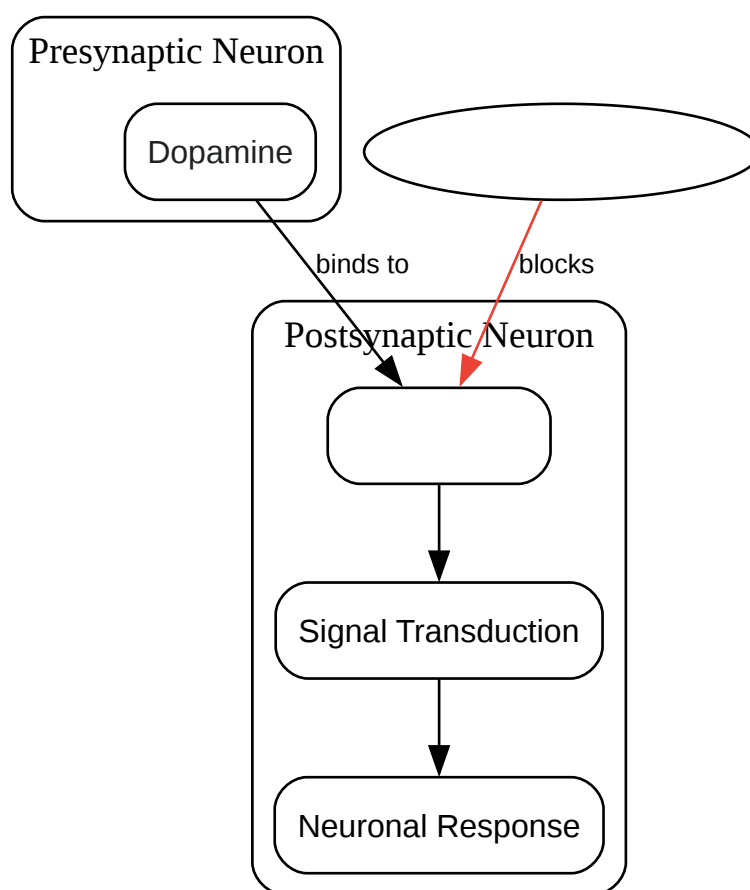 Presynaptic Neuron
Dopamine
binds to
blocks
Postsynaptic Neuron
Signal Transduction
Neuronal Response